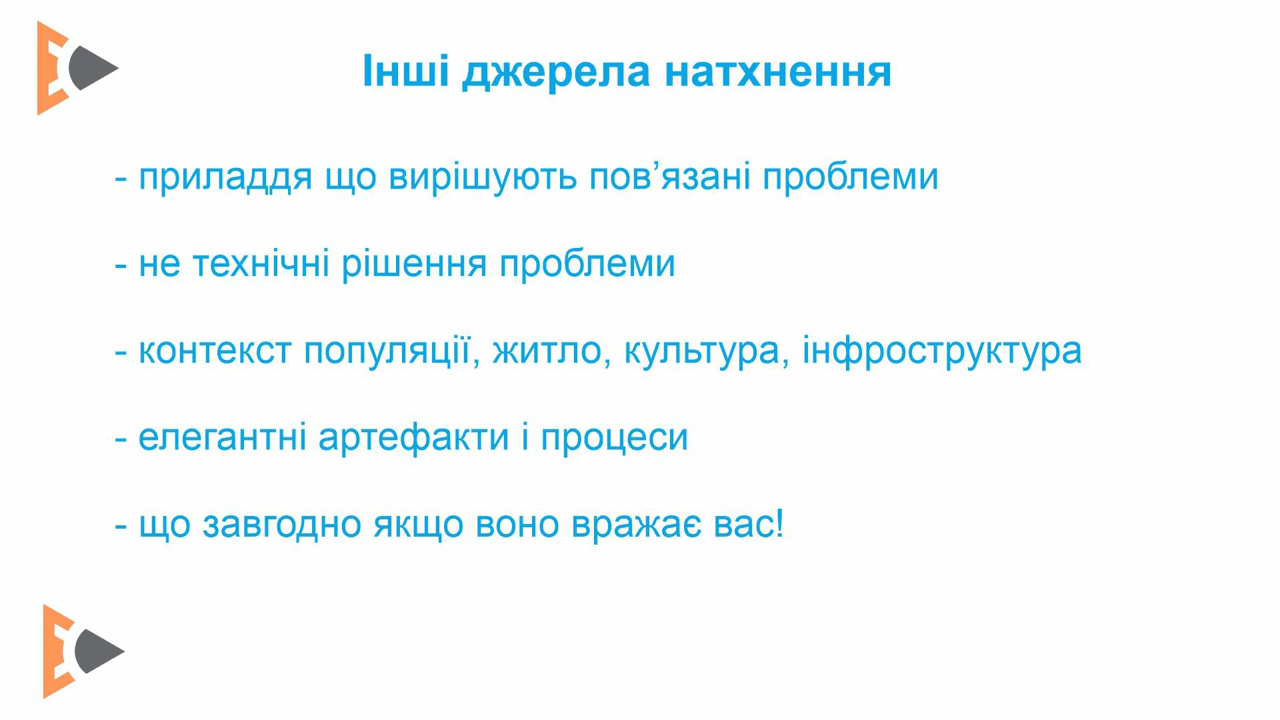 Інші джерела натхнення
- приладдя що вирішують пов’язані проблеми
- не технічні рішення проблеми
- контекст популяції, житло, культура, інфроструктура
- елегантні артефакти і процеси
- що завгодно якщо воно вражає вас!